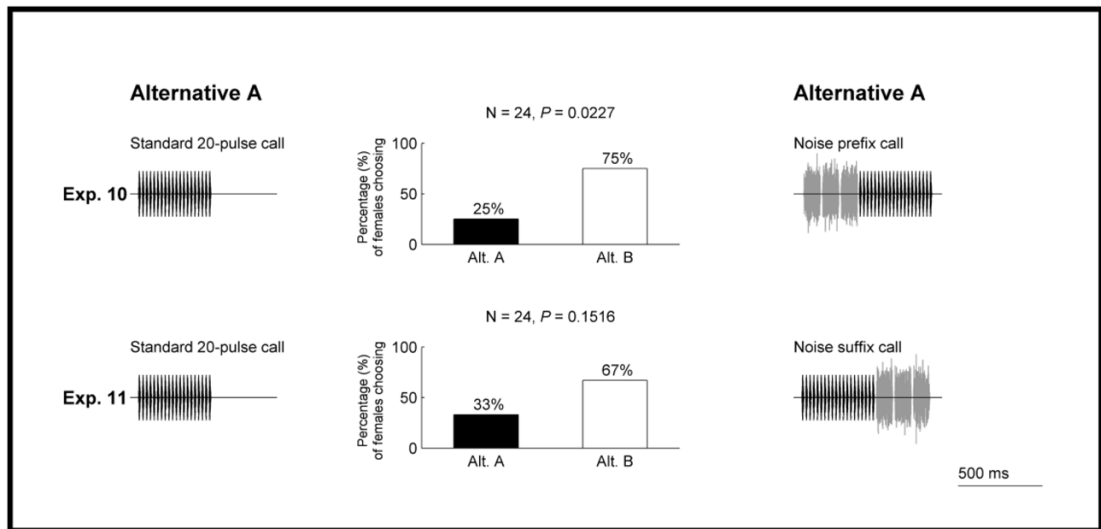 Alternative A
Alternative A
N = 24, P = 0.0227
Standard 20-pulse call
Noise prefix call
Exp. 10
Percentage (%)
of females choosing
100
50
0
25%
75%
Alt. A
Alt. B
N = 24, P = 0.1516
Standard 20-pulse call
Noise suffix call
Exp. 11
Percentage (%)
of females choosing
100
50
0
33%
67%
Alt. A
Alt. B
500 ms